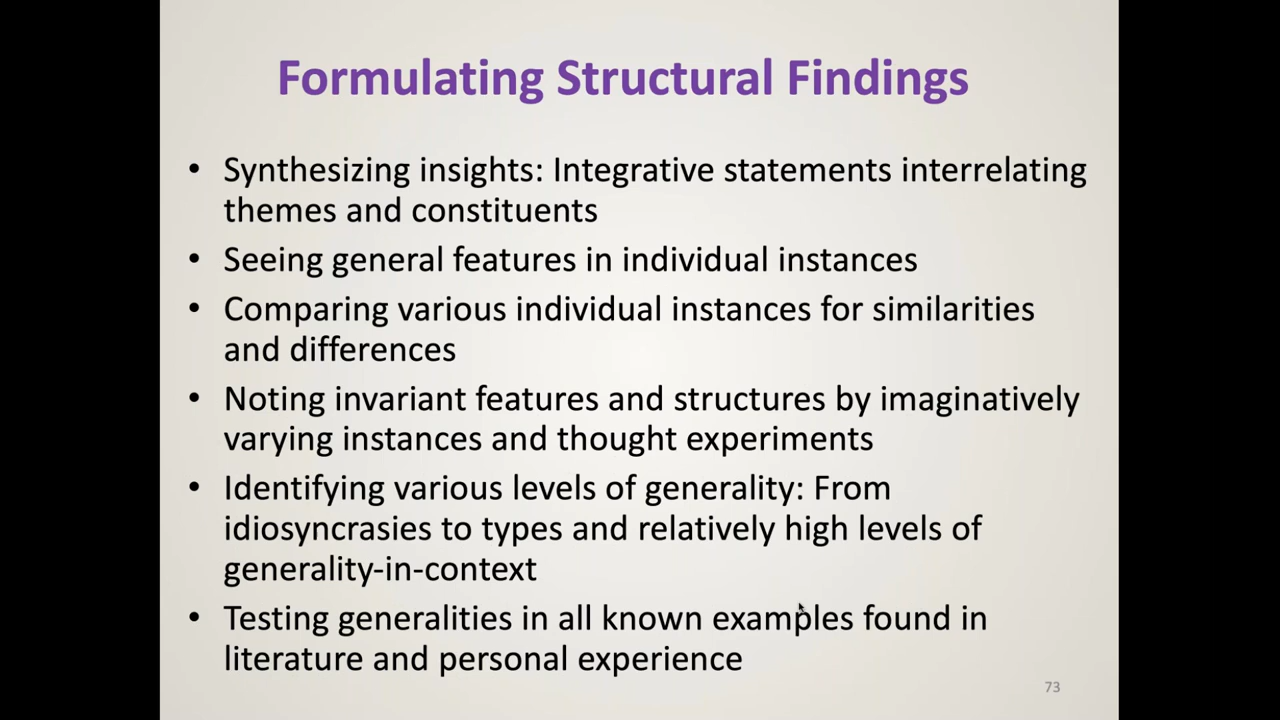 Formulating Structural Findings
• Synthesizing insights: Integrative statements interrelating
themes and constituents
• Seeing general features in individual instances
• Comparing various individual instances for similarities
and differences
• Noting invariant features and structures by imaginatively
varying instances and thought experiments
• Identifying various levels of generality: From
idiosyncrasies to types and relatively high levels of
generality-in-context
• Testing generalities in all known examples found in
literature and personal experience
73